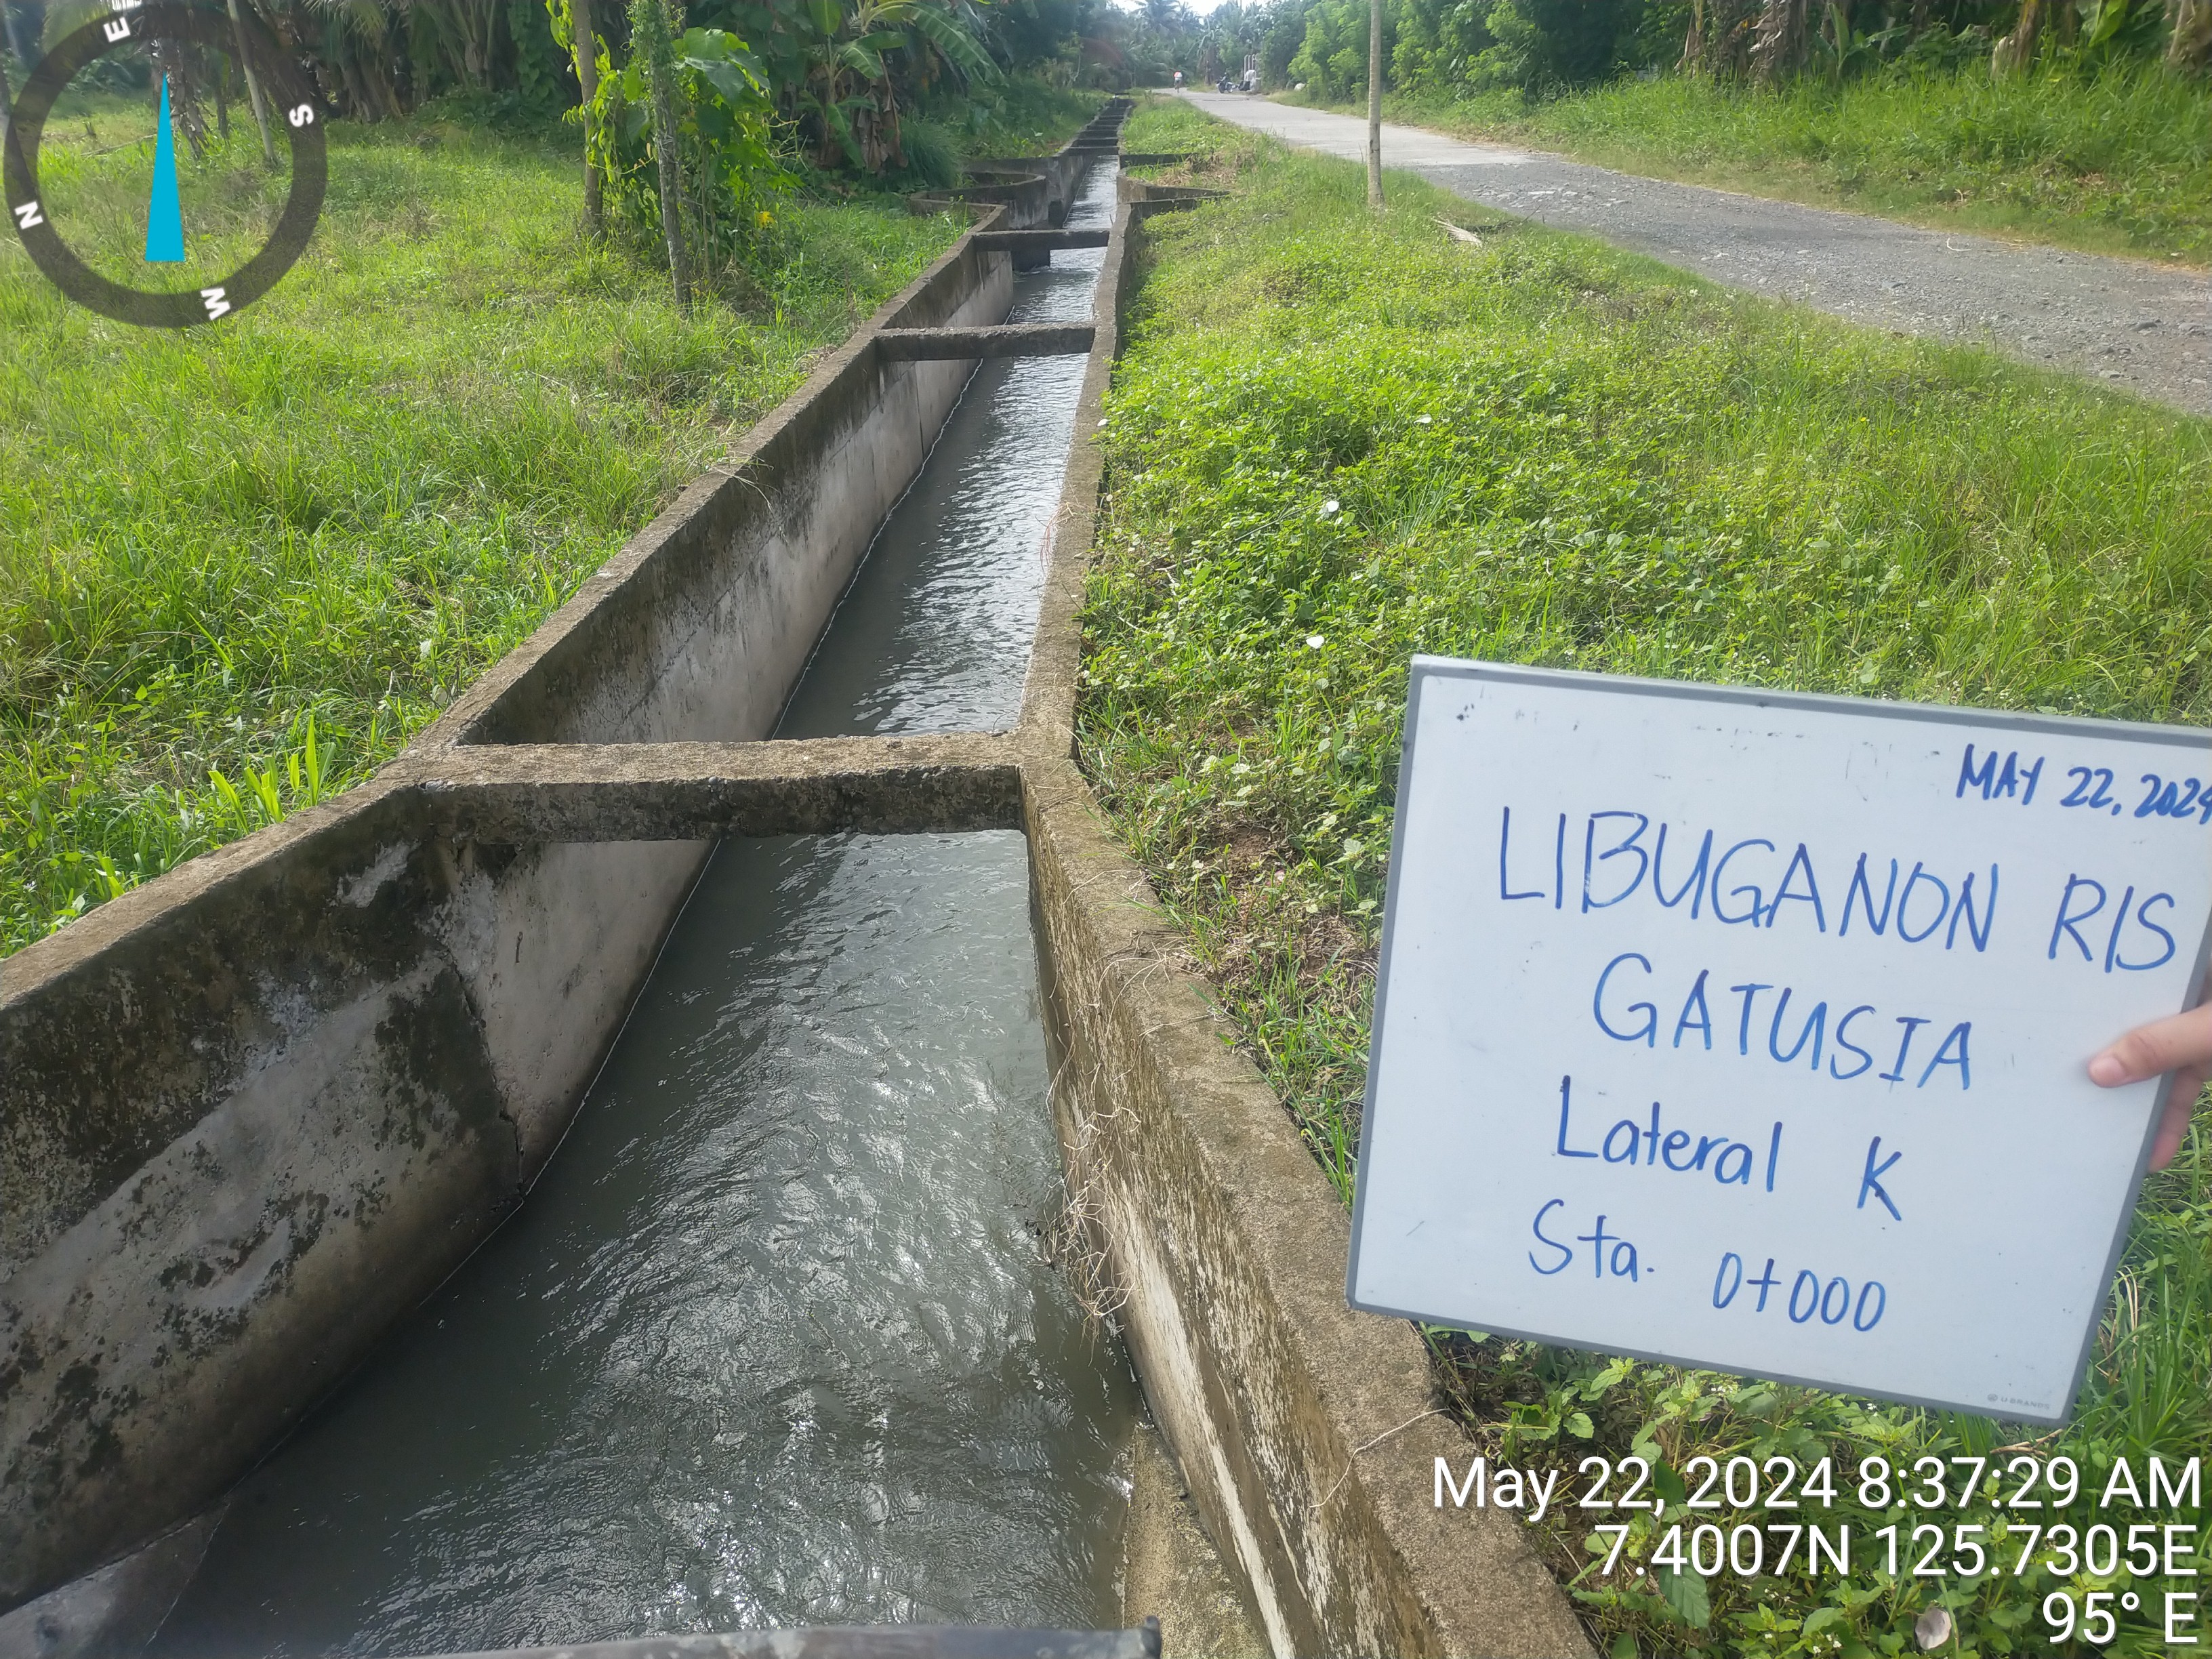 E
S
N
W
MAY 22, 2024
LIBUGANON RIS
GATUSIA
Lateral K
Sta. 0+000
U BRANDS
May 22, 2024 8:37:29 AM
7.4007N 125.7305E
95° E